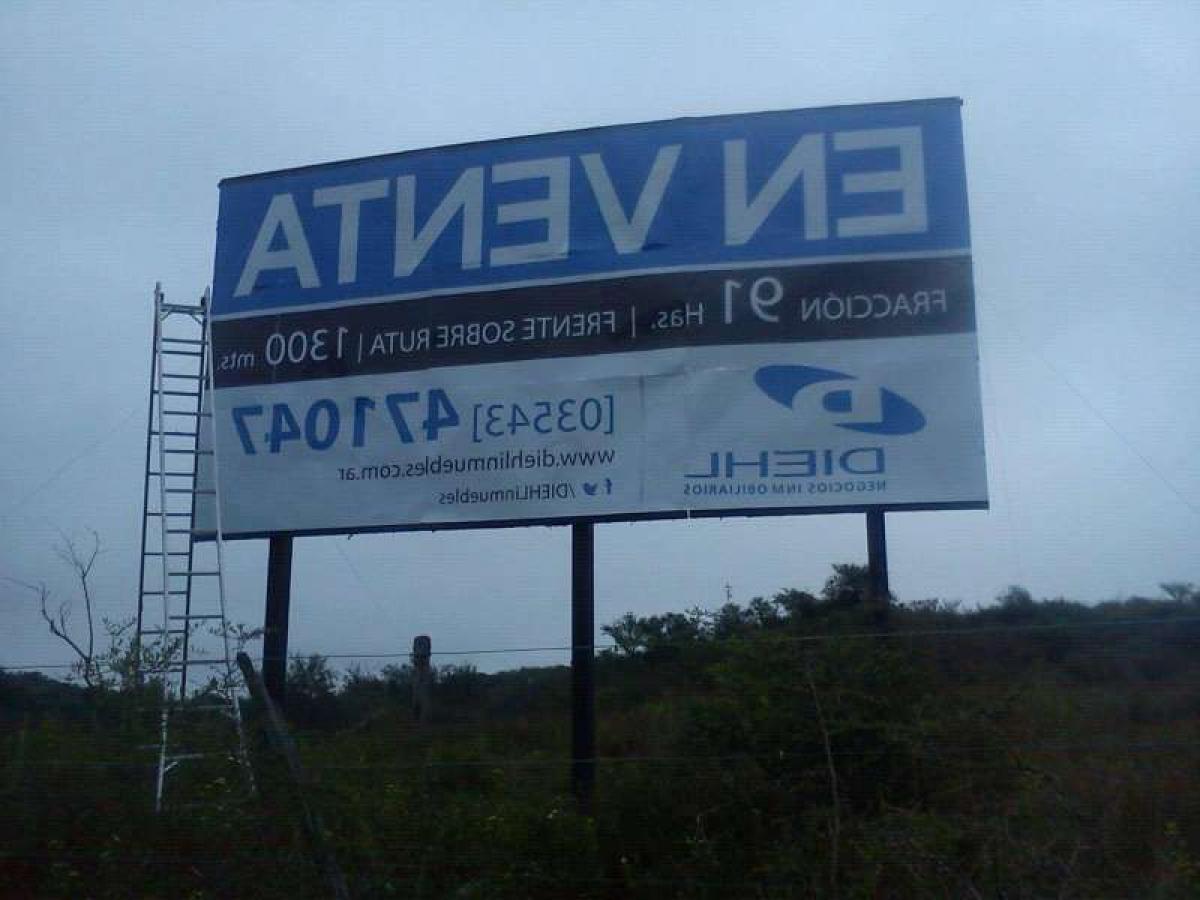 EN VENTA
FRACCIÓN 91 Has. | FRENTE SOBRE RUTA | 1300 mts.
DIEHL
NEGOCIOS INMOBILIARIOS
[03543] 471047
www.diehlinmuebles.com.ar
/DIEHLinmuebles